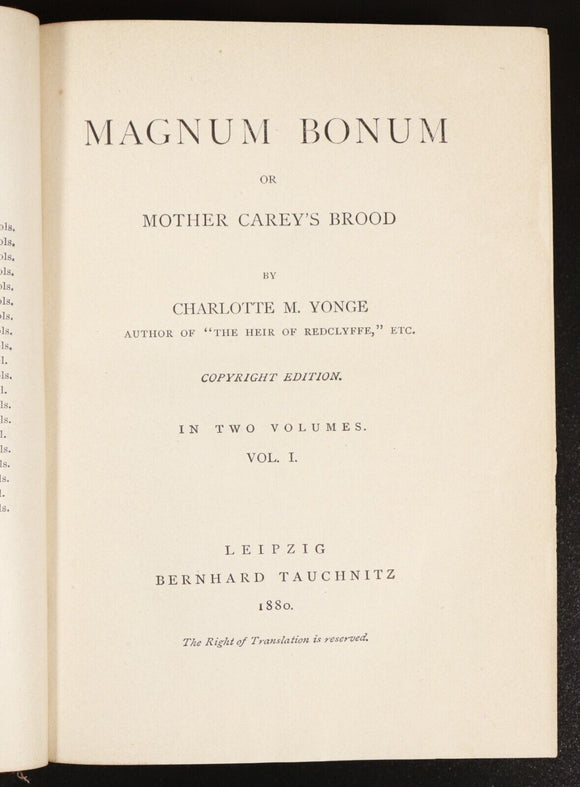 MAGNUM BONUM
OR
MOTHER CAREY'S BROOD
BY
CHARLOTTE M. YONGE
AUTHOR OF "THE HEIR OF REDCLYFFE," ETC.
COPYRIGHT EDITION.
IN TWO VOLUMES.
VOL. I.
LEIPZIG
BERNHARD TAUCHNITZ
1880.
The Right of Translation is reserved.